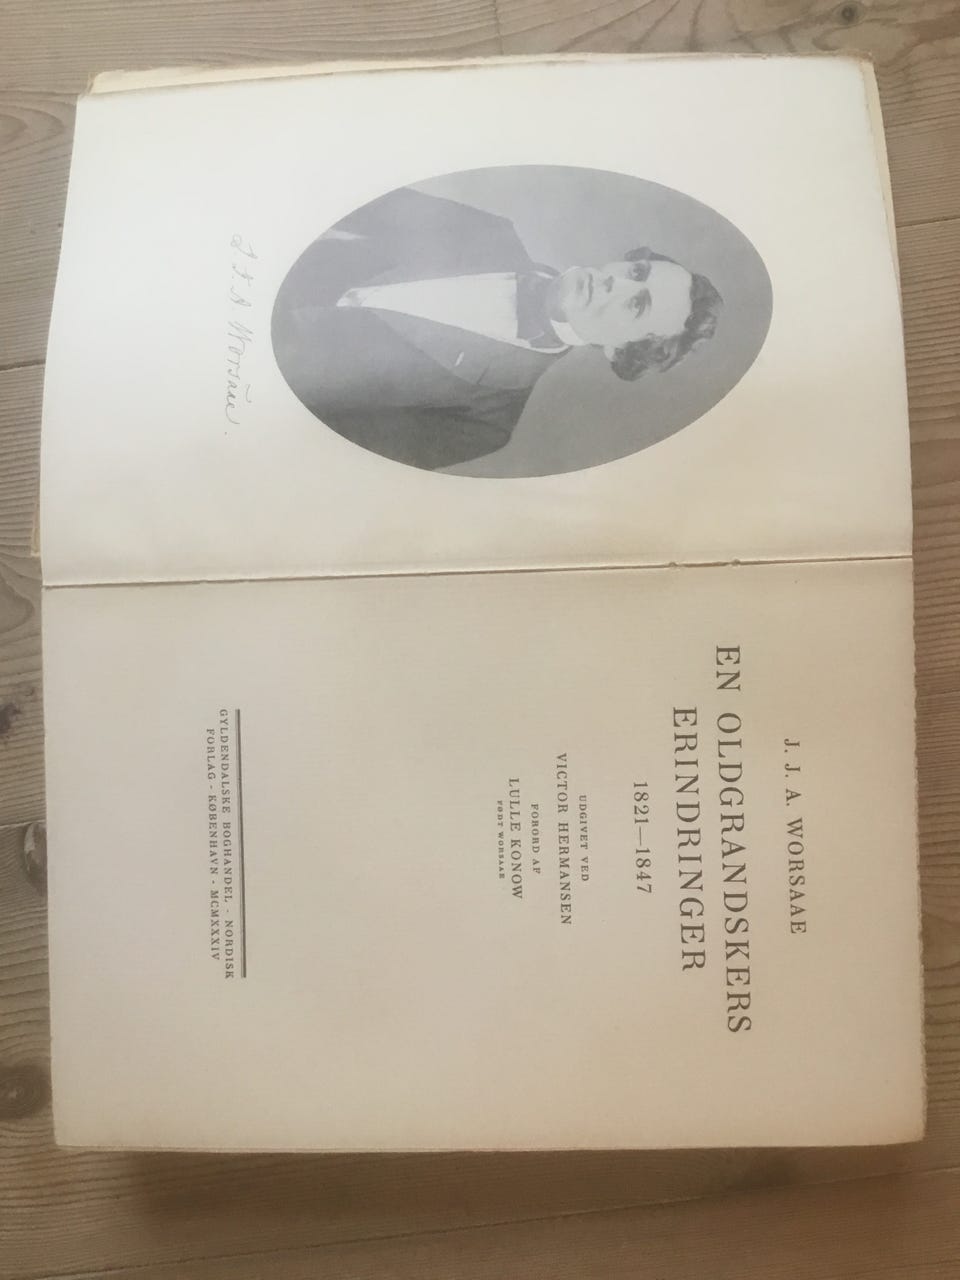 J. J. A. Worsaae.
J. J. A. WORSAAE
EN OLDGRANDSKERS
ERINDRINGER
1821—1847
UDGIVET VED
VICTOR HERMANSEN
FORORD AF
LULLE KONOW
FØDT WORSAAE
GYLDENDALSKE BOGHANDEL - NORDISK
FORLAG - KØBENHAVN - MCMXXXIV